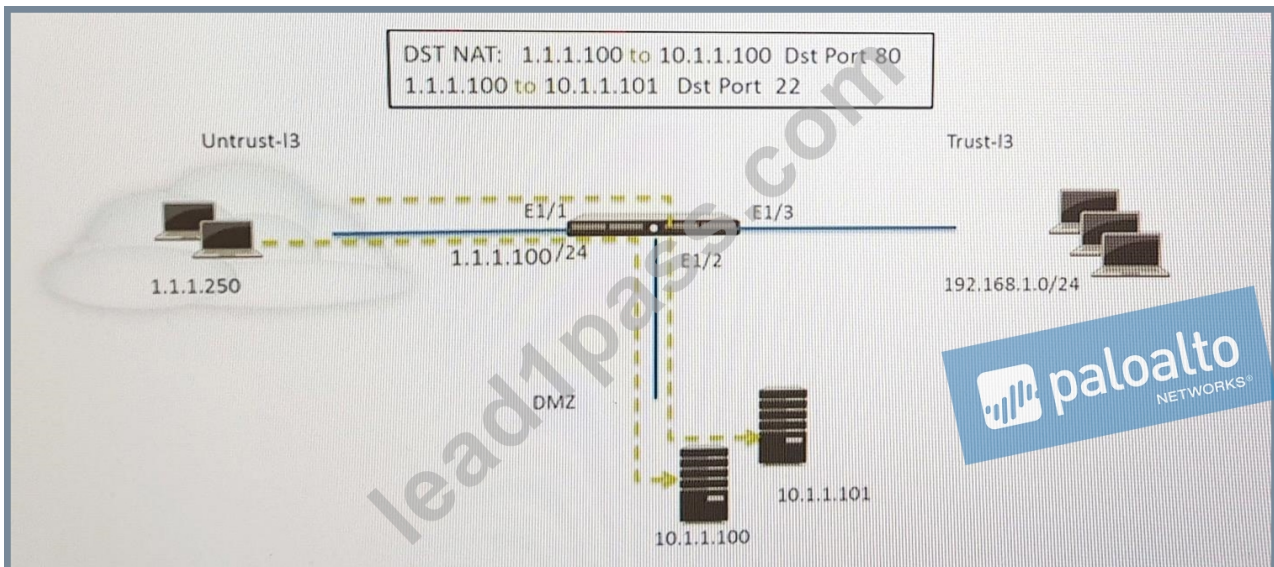 DST NAT: 1.1.1.100 to 10.1.1.100 Dst Port 80
1.1.1.100 to 10.1.1.101 Dst Port 22
Untrust-l3
Trust-l3
E1/1
E1/3
1.1.1.100/24
E1/2
1.1.1.250
192.168.1.0/24
paloalto
NETWORKS®
DMZ
10.1.1.101
10.1.1.100
lead1pass.com